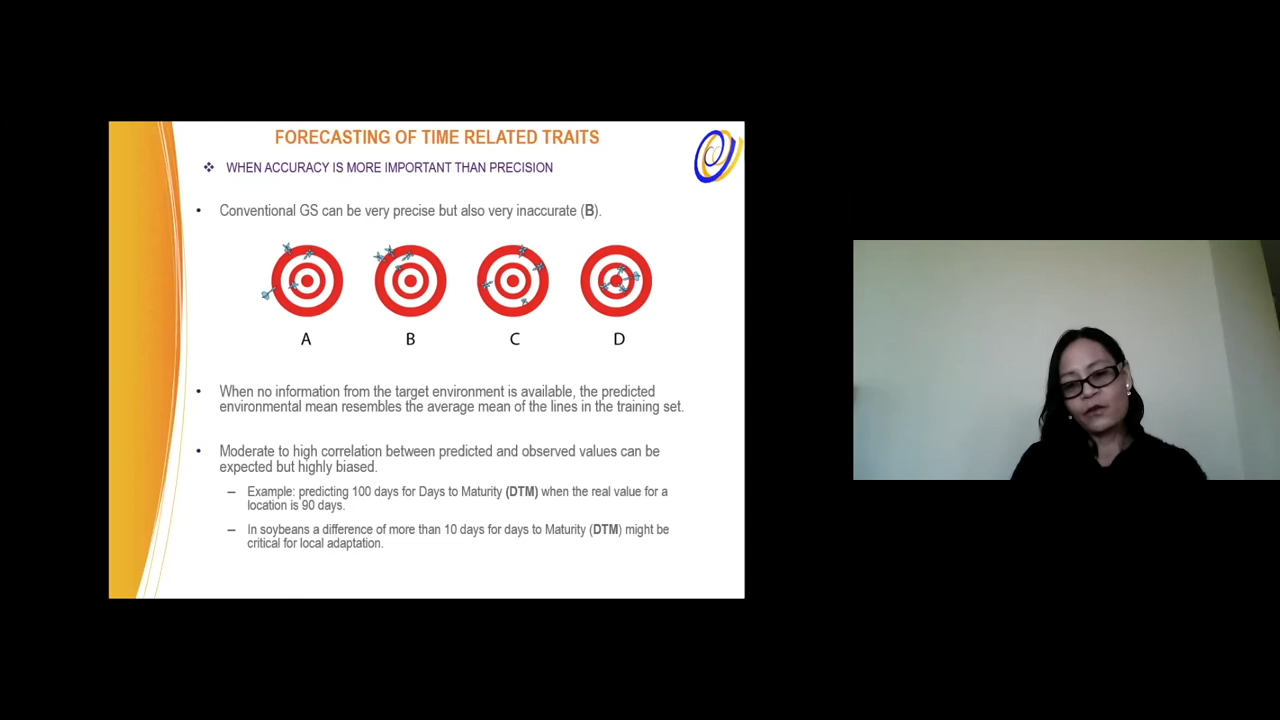 FORECASTING OF TIME RELATED TRAITS
❖ WHEN ACCURACY IS MORE IMPORTANT THAN PRECISION
• Conventional GS can be very precise but also very inaccurate (B).
A B C D
• When no information from the target environment is available, the predicted
environmental mean resembles the average mean of the lines in the training set.
• Moderate to high correlation between predicted and observed values can be
expected but highly biased.
– Example: predicting 100 days for Days to Maturity (DTM) when the real value for a
location is 90 days.
– In soybeans a difference of more than 10 days for days to Maturity (DTM) might be
critical for local adaptation.